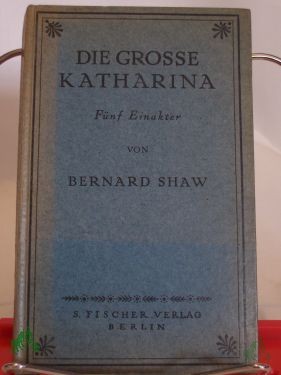 DIE GROSSE
KATHARINA
Fünf Einakter
VON
BERNARD SHAW
S. FISCHER, VERLAG
BERLIN